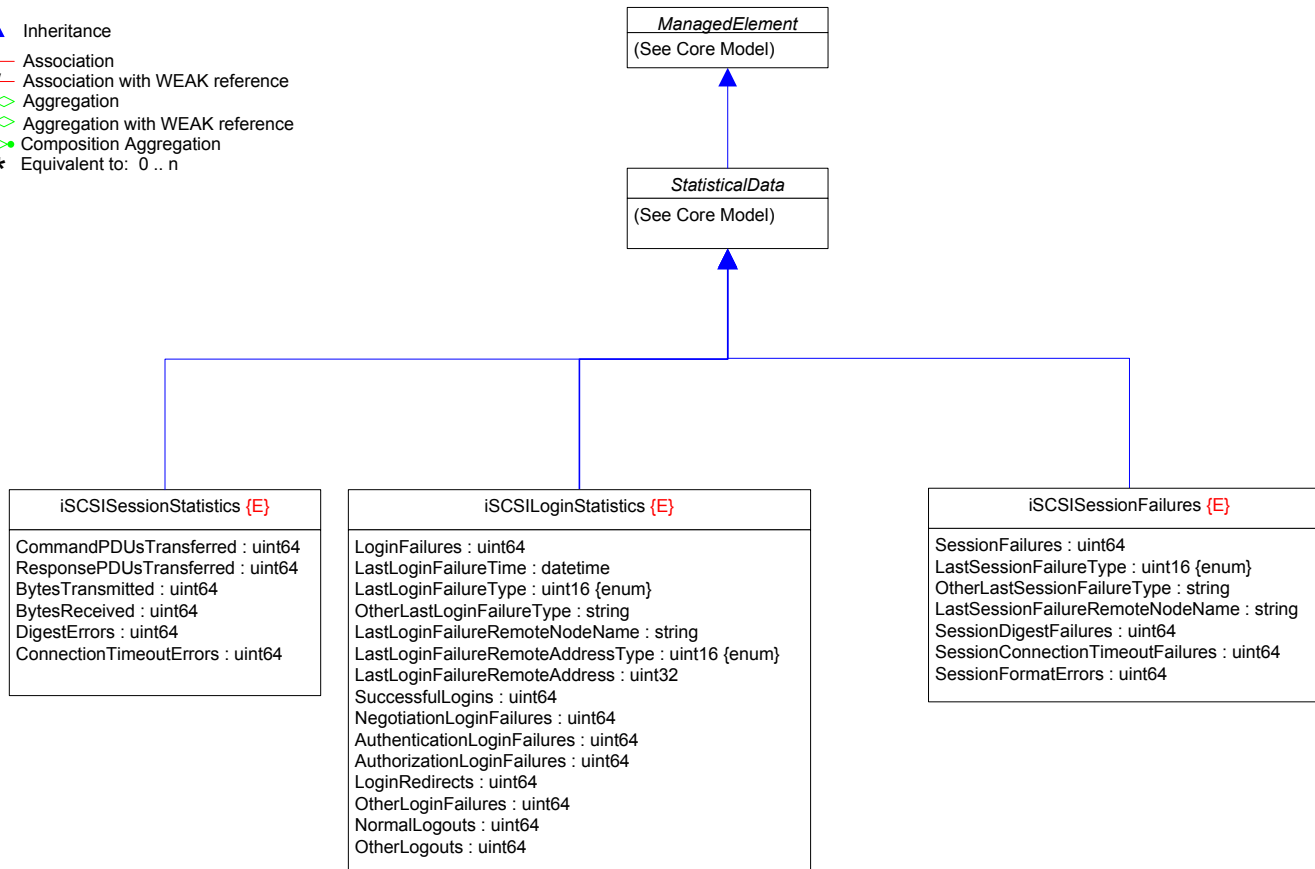 Inheritance
Association
Association with WEAK reference
Aggregation
Aggregation with WEAK reference
Composition Aggregation
* Equivalent to: 0 .. n
ManagedElement
(See Core Model)
StatisticalData
(See Core Model)
iSCSISessionStatistics {E}
CommandPDUsTransferred : uint64
ResponsePDUsTransferred : uint64
BytesTransmitted : uint64
BytesReceived : uint64
DigestErrors : uint64
ConnectionTimeoutErrors : uint64
iSCSILoginStatistics {E}
LoginFailures : uint64
LastLoginFailureTime : datetime
LastLoginFailureType : uint16 {enum}
OtherLastLoginFailureType : string
LastLoginFailureRemoteNodeName : string
LastLoginFailureRemoteAddressType : uint16 {enum}
LastLoginFailureRemoteAddress : uint32
SuccessfulLogins : uint64
NegotiationLoginFailures : uint64
AuthenticationLoginFailures : uint64
AuthorizationLoginFailures : uint64
LoginRedirects : uint64
OtherLoginFailures : uint64
NormalLogouts : uint64
OtherLogouts : uint64
iSCSISessionFailures {E}
SessionFailures : uint64
LastSessionFailureType : uint16 {enum}
OtherLastSessionFailureType : string
LastSessionFailureRemoteNodeName : string
SessionDigestFailures : uint64
SessionConnectionTimeoutFailures : uint64
SessionFormatErrors : uint64